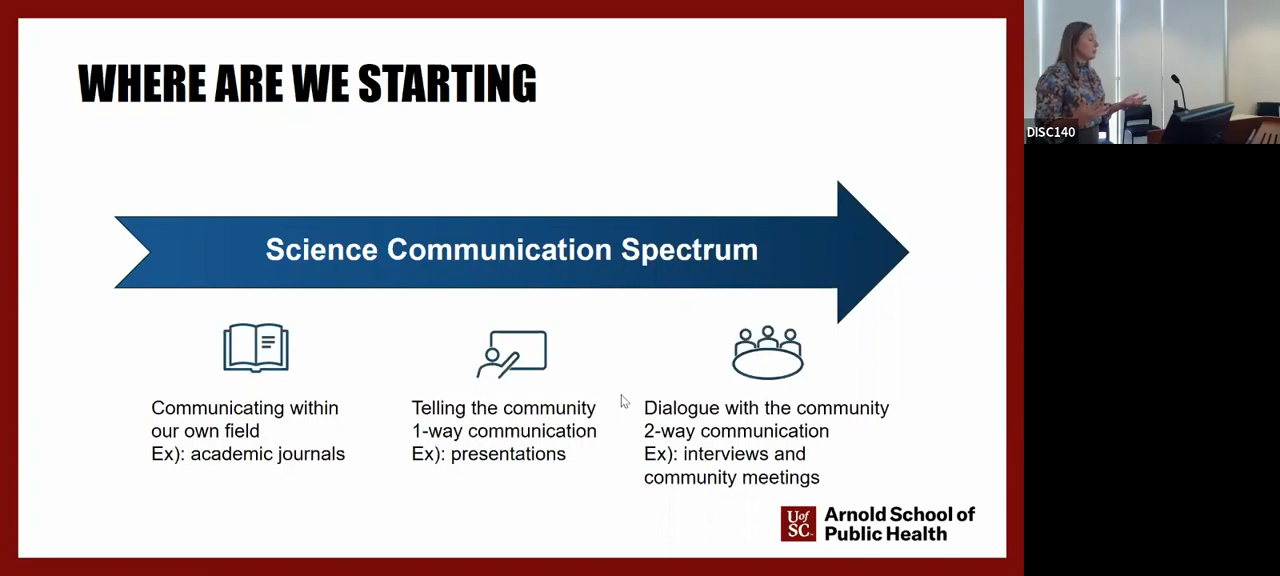 WHERE ARE WE STARTING
Science Communication Spectrum
Communicating within
our own field
Ex): academic journals
Telling the community
1-way communication
Ex): presentations
Dialogue with the community
2-way communication
Ex): interviews and
community meetings
U of
SC
Arnold School of
Public Health
DISC140